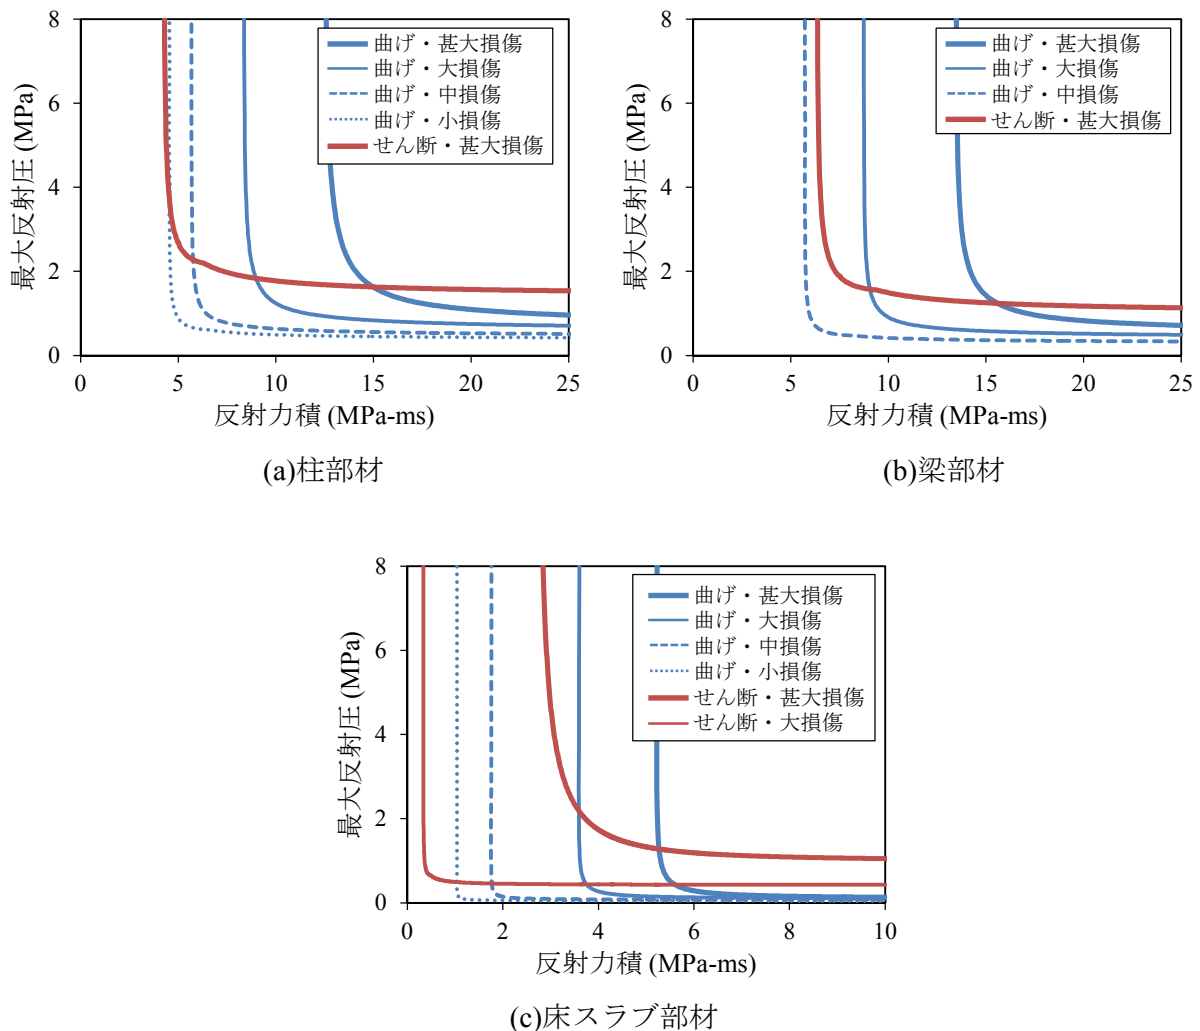 最大反射圧 (MPa)
8
6
4
2
0
0 5 10 15 20 25
反射力積 (MPa-ms)
曲げ・甚大損傷
曲げ・大損傷
曲げ・中損傷
曲げ・小損傷
せん断・甚大損傷
(a)柱部材
最大反射圧 (MPa)
8
6
4
2
0
0 5 10 15 20 25
反射力積 (MPa-ms)
曲げ・甚大損傷
曲げ・大損傷
曲げ・中損傷
せん断・甚大損傷
(b)梁部材
最大反射圧 (MPa)
8
6
4
2
0
0 2 4 6 8 10
反射力積 (MPa-ms)
曲げ・甚大損傷
曲げ・大損傷
曲げ・中損傷
曲げ・小損傷
せん断・甚大損傷
せん断・大損傷
(c)床スラブ部材